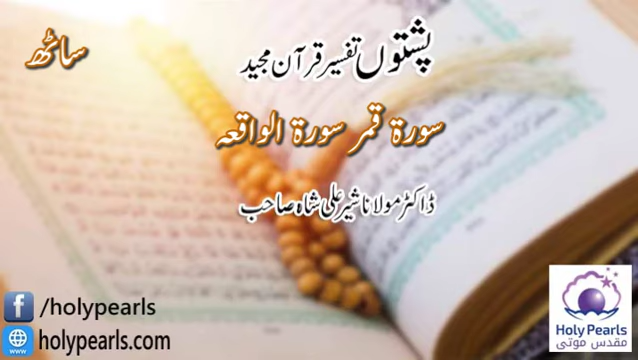 ساٹھ
پشتوں تفسیر قرآن مجید
سورۃ قمر سورۃ الواقعہ
ڈاکٹر مولانا شیر علی شاہ صاحب
/holypearls
holypearls.com
Holy Pearls
مقدس موتی